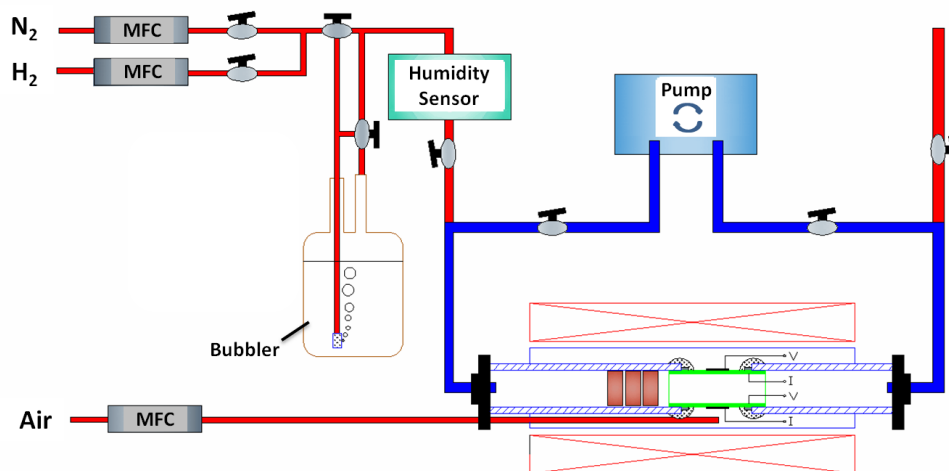 N2
MFC
H2
MFC
Humidity
Sensor
Pump
Bubbler
V
I
V
I
Air
MFC